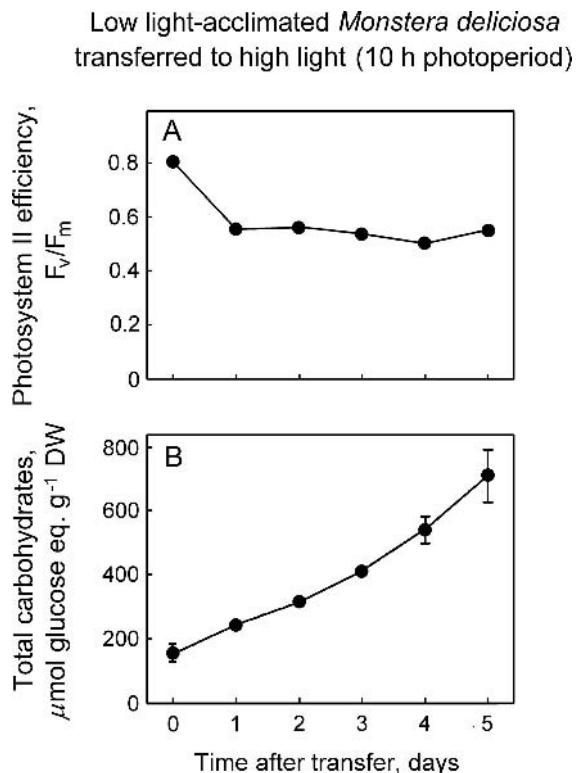 Low light-acclimated Monstera deliciosa
transferred to high light (10 h photoperiod)
Photosystem II efficiency,
Fv/Fm
A
0.8
0.6
0.4
0.2
0
Total carbohydrates,
μmol glucose eq. g⁻¹ DW
B
800
600
400
200
0
0 1 2 3 4 5
Time after transfer, days